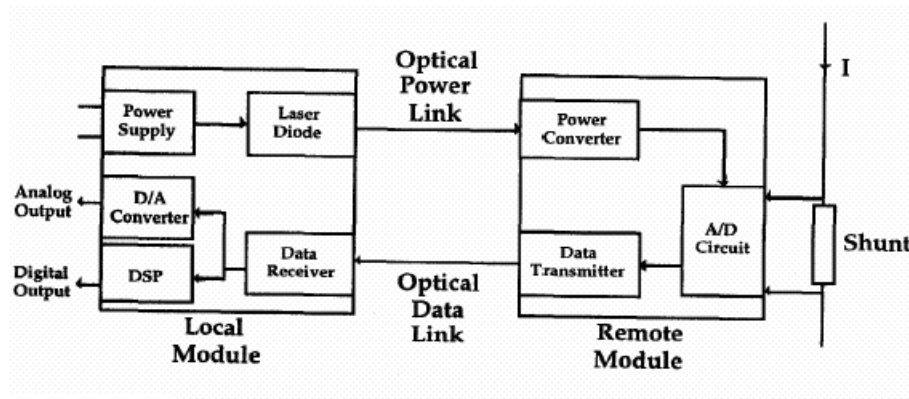 Optical
Power
Link
I
Power
Supply
Laser
Diode
Power
Converter
Analog
Output
D/A
Converter
A/D
Circuit
Shunt
Digital
Output
DSP
Data
Receiver
Data
Transmitter
Optical
Data
Link
Local
Module
Remote
Module